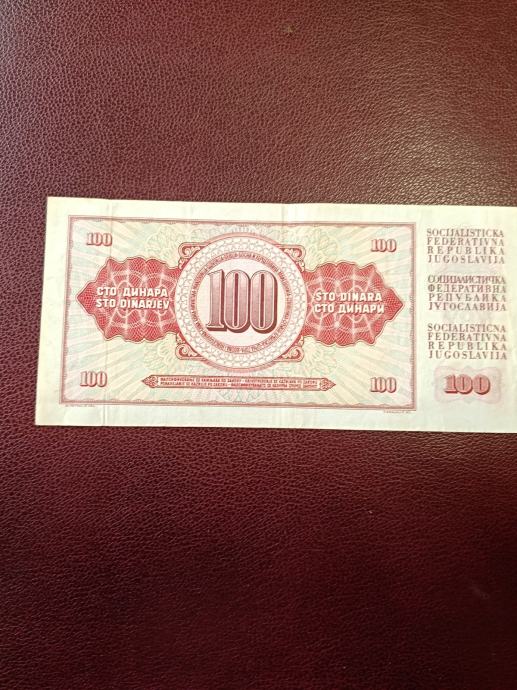 100
100
SOCIJALISTIČKA
FEDERATIVNA
REPUBLIKA
JUGOSLAVIJA
СОЦИЈАЛИСТИЧКА
ФЕДЕРАТИВНА
РЕПУБЛИКА
ЈУГОСЛАВИЈА
SOCIALISTIČNA
FEDERATIVNA
REPUBLIKA
JUGOSLAVIJA
СТО ДИНАРА
STO DINARJEV
100
STO DINARA
СТО ДИНАРИ
100
100
100